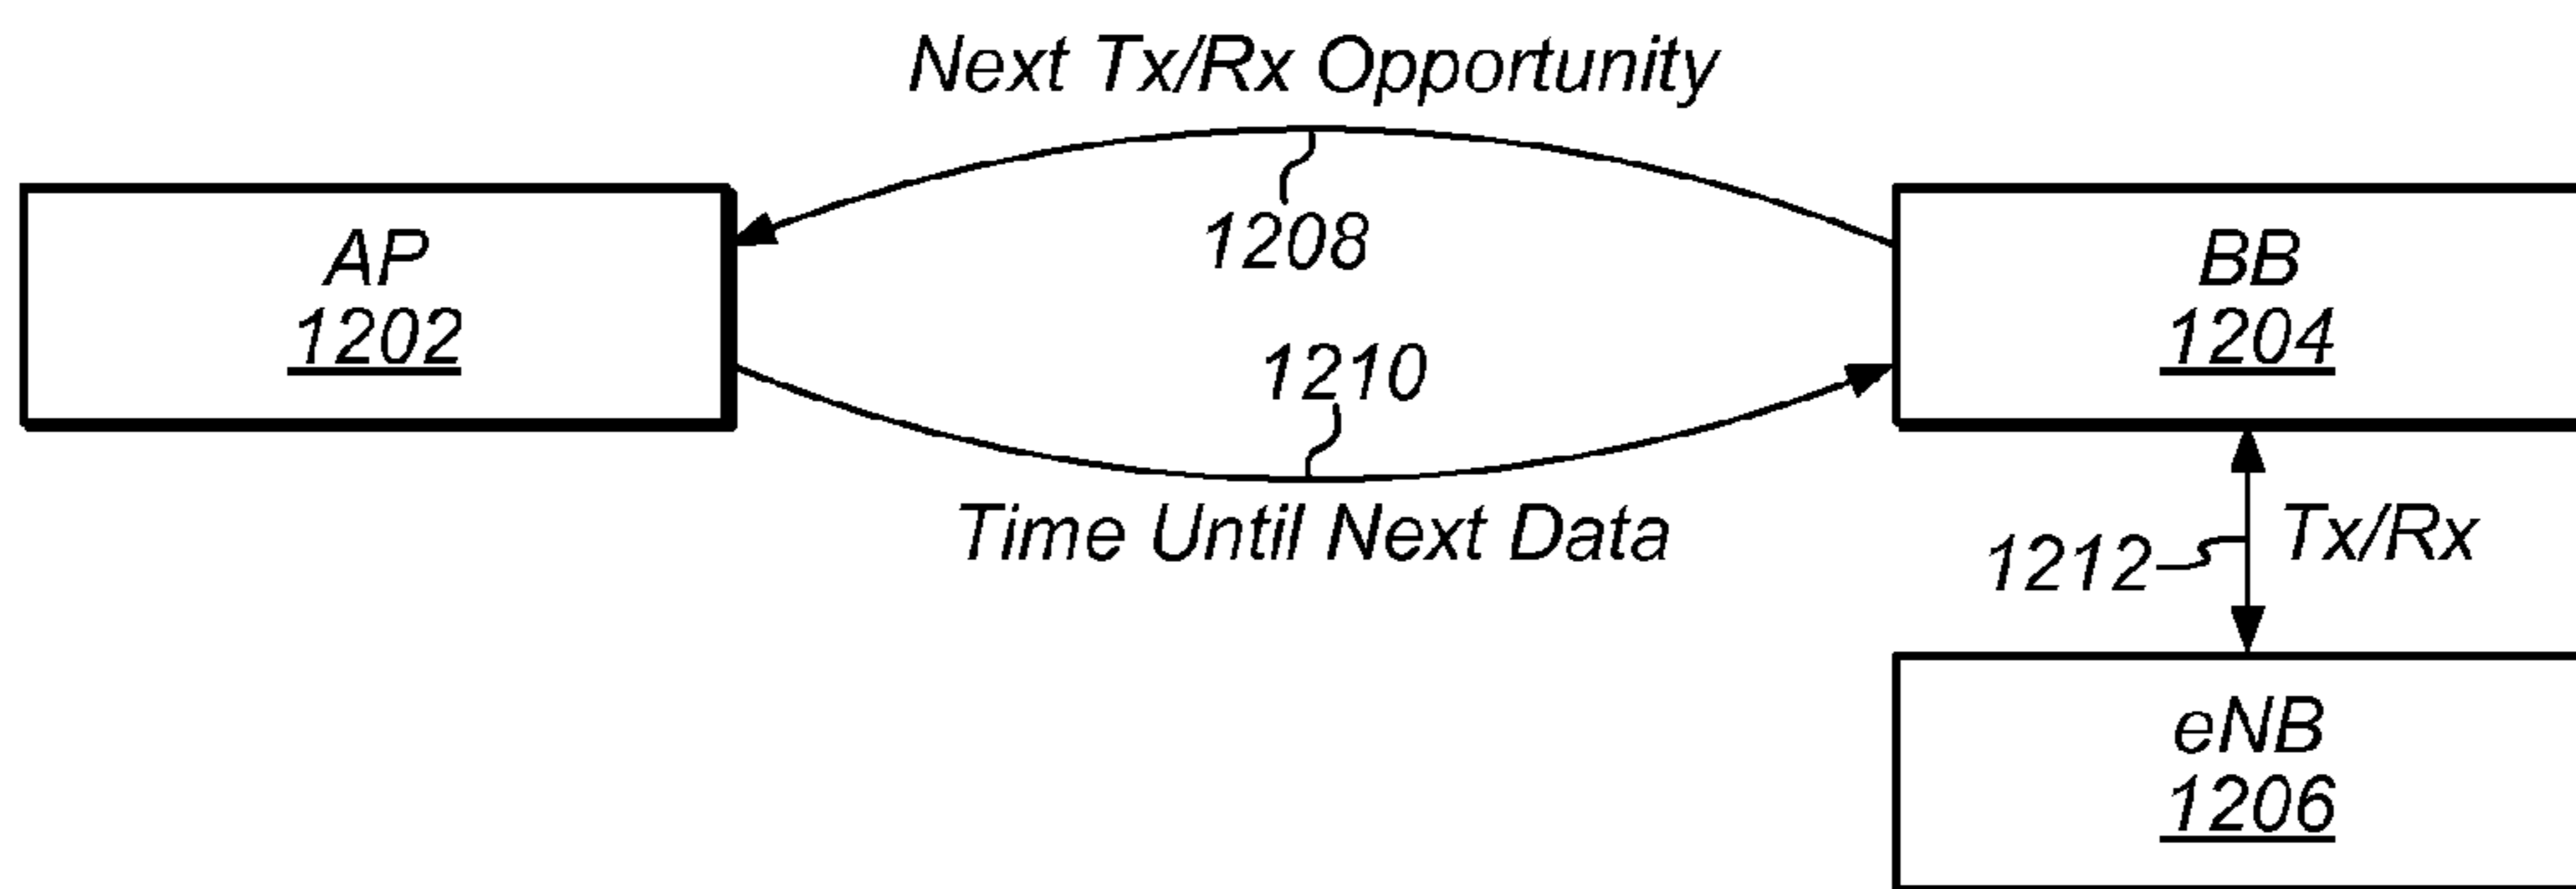 Next Tx/Rx Opportunity
1208
AP
1202
BB
1204
1210
Time Until Next Data
1212
Tx/Rx
eNB
1206